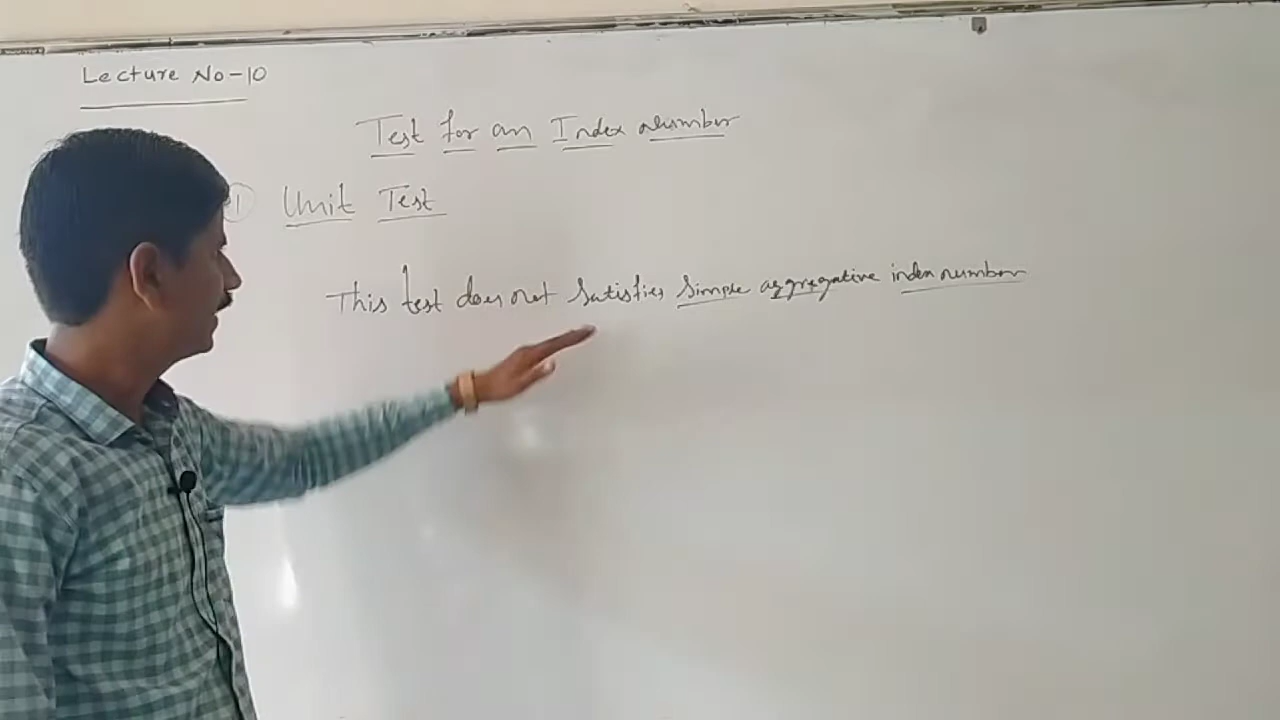 Lecture No-10
Test for an Index Number
① Unit Test
This test does not satisfies simple aggregative index number